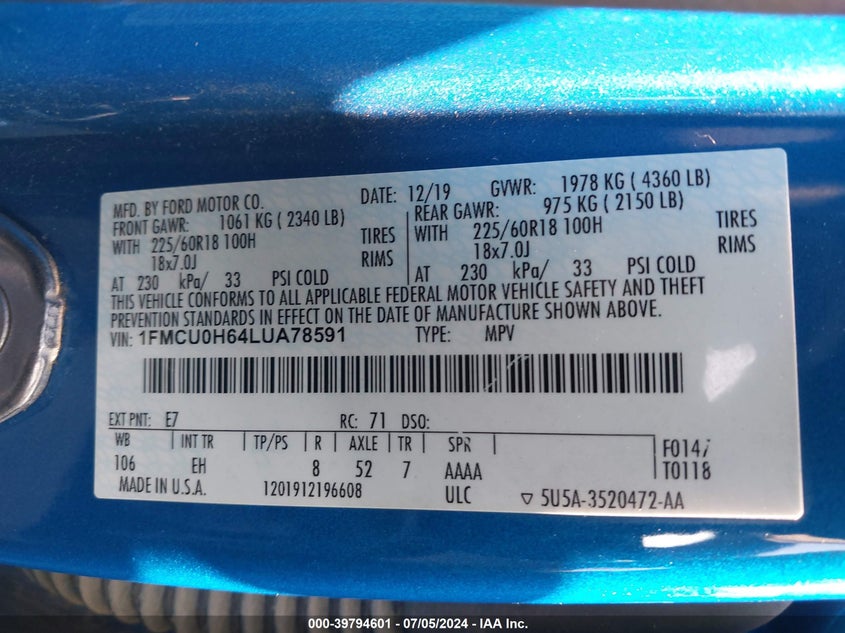 MFD. BY FORD MOTOR CO. DATE: 12/19 GVWR: 1978 KG ( 4360 LB)
FRONT GAWR: 1061 KG ( 2340 LB) REAR GAWR: 975 KG ( 2150 LB)
WITH 225/60R18 100H TIRES WITH 225/60R18 100H TIRES
18x7.0J RIMS 18x7.0J RIMS
AT 230 kPa/ 33 PSI COLD AT 230 kPa/ 33 PSI COLD
THIS VEHICLE CONFORMS TO ALL APPLICABLE FEDERAL MOTOR VEHICLE SAFETY AND THEFT
PREVENTION STANDARDS IN EFFECT ON THE DATE OF MANUFACTURE SHOWN ABOVE.
VIN: 1FMCU0H64LUA78591 TYPE: MPV
EXT PNT: E7 RC: 71 DSO:
WB INT TR TP/PS R AXLE TR SPR F0147
106 EH 8 52 7 AAAA T0118
MADE IN U.S.A. 1201912196608 ULC ▽ 5U5A-3520472-AA
000-39794601 - 07/05/2024 - IAA Inc.